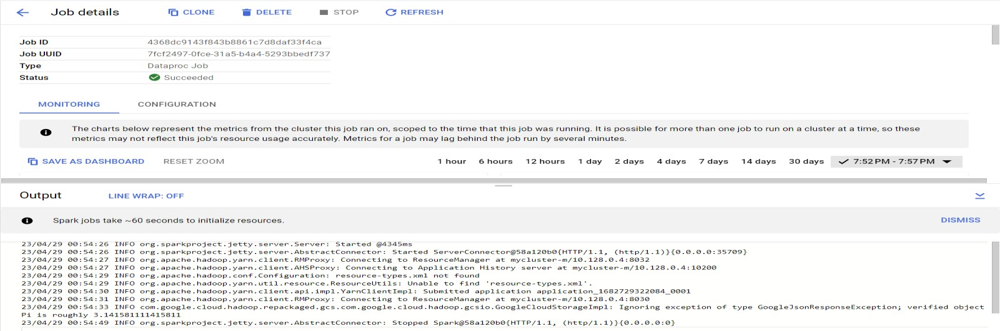 Job details CLONE DELETE STOP REFRESH
Job ID 4368dc9143f843b8861c7d8daf33f4ca
Job UUID 7fcf2497-0fce-31a5-b4a4-5293bbedf737
Type Dataproc Job
Status Succeeded
MONITORING CONFIGURATION
The charts below represent the metrics from the cluster this job ran on, scoped to the time that this job was running. It is possible for more than one job to run on a cluster at a time, so these
metrics may not reflect this job's resource usage accurately. Metrics for a job may lag behind the job run by several minutes.
SAVE AS DASHBOARD RESET ZOOM 1 hour 6 hours 12 hours 1 day 2 days 4 days 7 days 14 days 30 days 7:52 PM - 7:57 PM
Output LINE WRAP: OFF
Spark jobs take ~60 seconds to initialize resources. DISMISS
23/04/29 00:54:26 INFO org.sparkproject.jetty.server.Server: Started @4345ms
23/04/29 00:54:26 INFO org.sparkproject.jetty.server.AbstractConnector: Started ServerConnector@58a120b0{HTTP/1.1, (http/1.1)}{0.0.0.0:35709}
23/04/29 00:54:27 INFO org.apache.hadoop.yarn.client.RMProxy: Connecting to ResourceManager at mycluster-m/10.128.0.4:8032
23/04/29 00:54:27 INFO org.apache.hadoop.yarn.client.AHSProxy: Connecting to Application History server at mycluster-m/10.128.0.4:10200
23/04/29 00:54:29 INFO org.apache.hadoop.conf.Configuration: resource-types.xml not found
23/04/29 00:54:29 INFO org.apache.hadoop.yarn.util.resource.ResourceUtils: Unable to find 'resource-types.xml'.
23/04/29 00:54:30 INFO org.apache.hadoop.yarn.client.api.impl.YarnClientImpl: Submitted application application_1682729322084_0001
23/04/29 00:54:31 INFO org.apache.hadoop.yarn.client.RMProxy: Connecting to ResourceManager at mycluster-m/10.128.0.4:8030
23/04/29 00:54:33 INFO com.google.cloud.hadoop.repackaged.gcs.com.google.cloud.hadoop.gcsio.GoogleCloudStorageImpl: Ignoring exception of type GoogleJsonResponseException; verified object
Pi is roughly 3.141581111415811
23/04/29 00:54:49 INFO org.sparkproject.jetty.server.AbstractConnector: Stopped Spark@58a120b0{HTTP/1.1, (http/1.1)}{0.0.0.0:0}